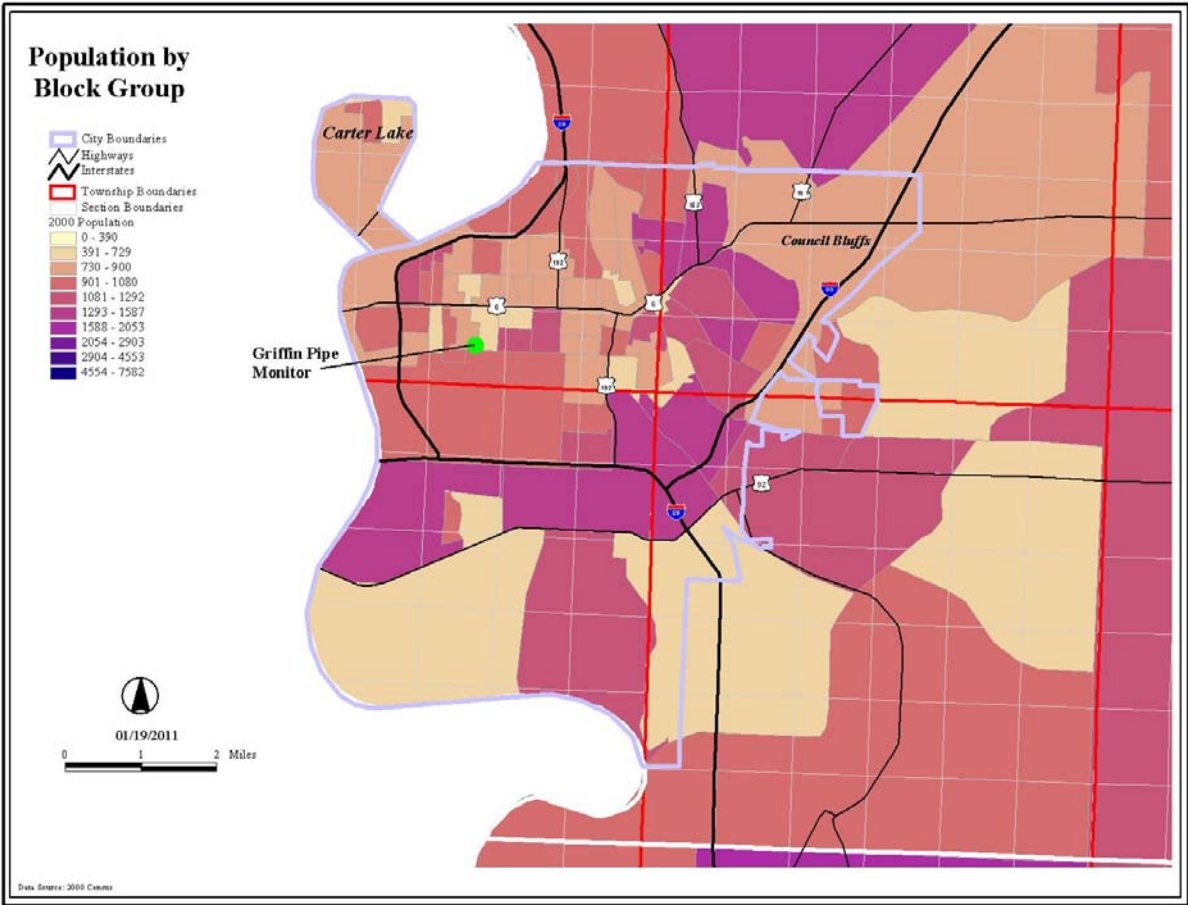 Population by
Block Group
City Boundaries
Highways
Interstates
Township Boundaries
Section Boundaries
2000 Population
0 - 390
391 - 729
730 - 900
901 - 1080
1081 - 1292
1293 - 1587
1588 - 2053
2054 - 2903
2904 - 4553
4554 - 7582
Carter Lake
29
192
Council Bluffs
192
6
6
80
Griffin Pipe
Monitor
192
92
29
01/19/2011
0 1 2 Miles
Data Source: 2000 Census